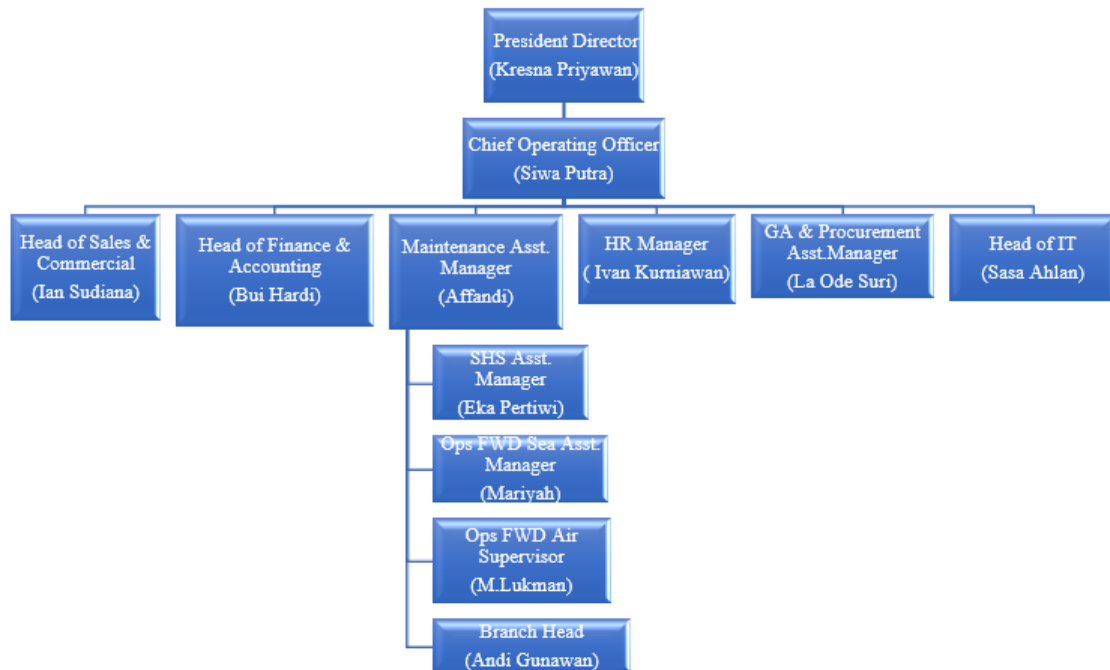 President Director
(Kresna Priyawan)
Chief Operating Officer
(Siwa Putra)
Head of Sales &
Commercial
(Ian Sudiana)
Head of Finance &
Accounting
(Bui Hardi)
Maintenance Asst.
Manager
(Affandi)
HR Manager
( Ivan Kurniawan)
GA & Procurement
Asst.Manager
(La Ode Suri)
Head of IT
(Sasa Ahlan)
SHS Asst.
Manager
(Eka Pertiwi)
Ops FWD Sea Asst.
Manager
(Mariyah)
Ops FWD Air
Supervisor
(M.Lukman)
Branch Head
(Andi Gunawan)